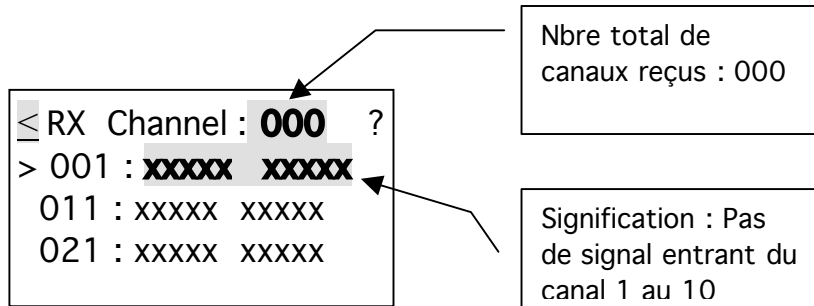 Nbre total de
canaux reçus : 000
< RX Channel : 000 ?
> 001 : xxxxx xxxxx
011 : xxxxx xxxxx
021 : xxxxx xxxxx
Signification : Pas
de signal entrant du
canal 1 au 10